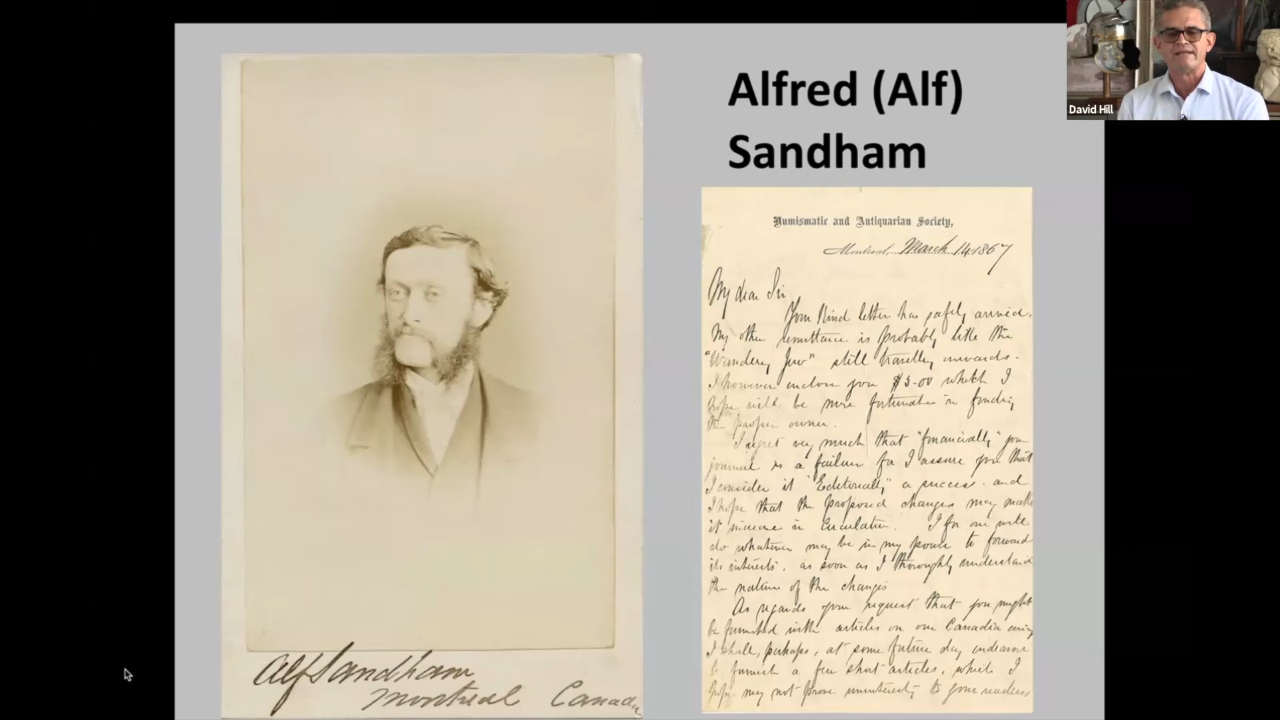 Alfred (Alf)
Sandham
David Hill
Numismatic and Antiquarian Society,
Montreal, March 14 1867
My dear Sir,
Your kind letter has safely arrived.
My other remittance is probably like the
"Wandering Jew" still travelling onwards.
I however enclose you $3.00 which I
hope will be more fortunate in finding
the proper owner.
I regret very much that "financially" your
journal is a failure for I assure you that
I consider it "Editorially" a success. and
I hope that the proposed changes may make
it increase in circulation. I for one will
do whatever may be in my power to forward
its interests, as soon as I thoroughly understand
the nature of the changes
As regards your request that you might
be furnished with articles on our Canadian
I shall, perhaps, at some future day endeavor
to furnish a few short articles, which I
hope may not prove uninteresting to your readers,
Alf Sandham
Montreal Canada